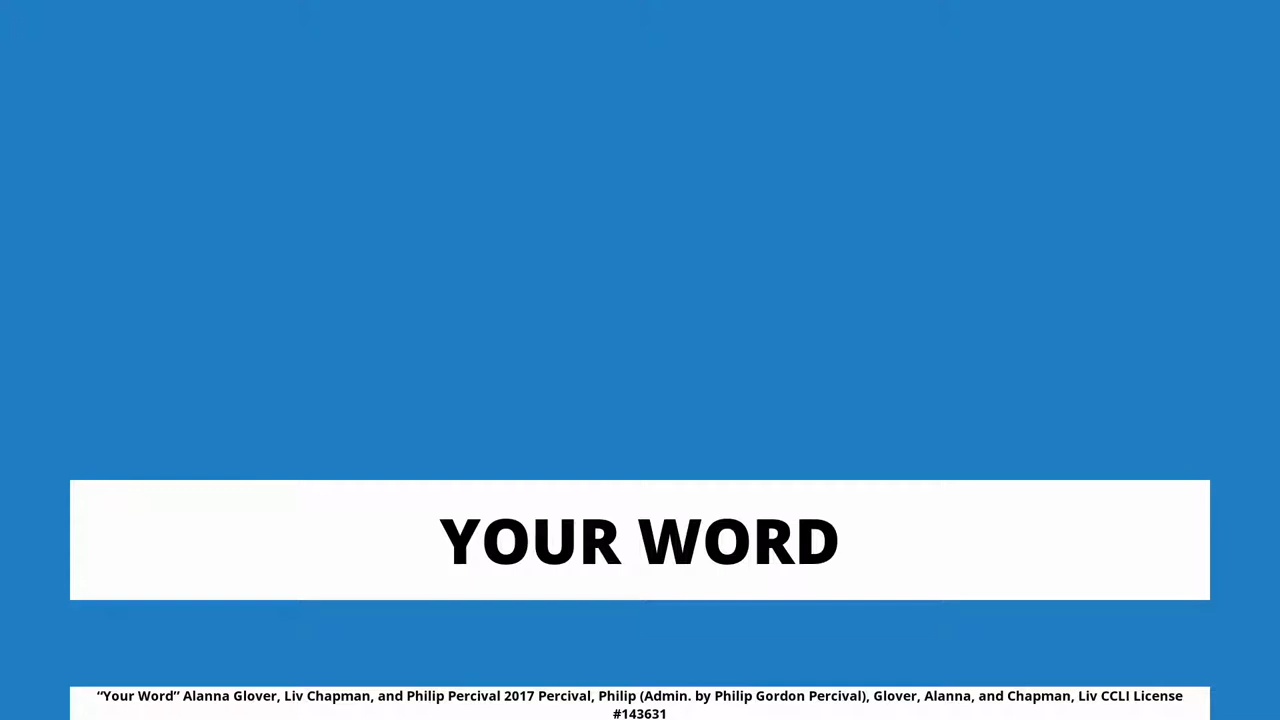 YOUR WORD
“Your Word” Alanna Glover, Liv Chapman, and Philip Percival 2017 Percival, Philip (Admin. by Philip Gordon Percival), Glover, Alanna, and Chapman, Liv CCLI License
#143631